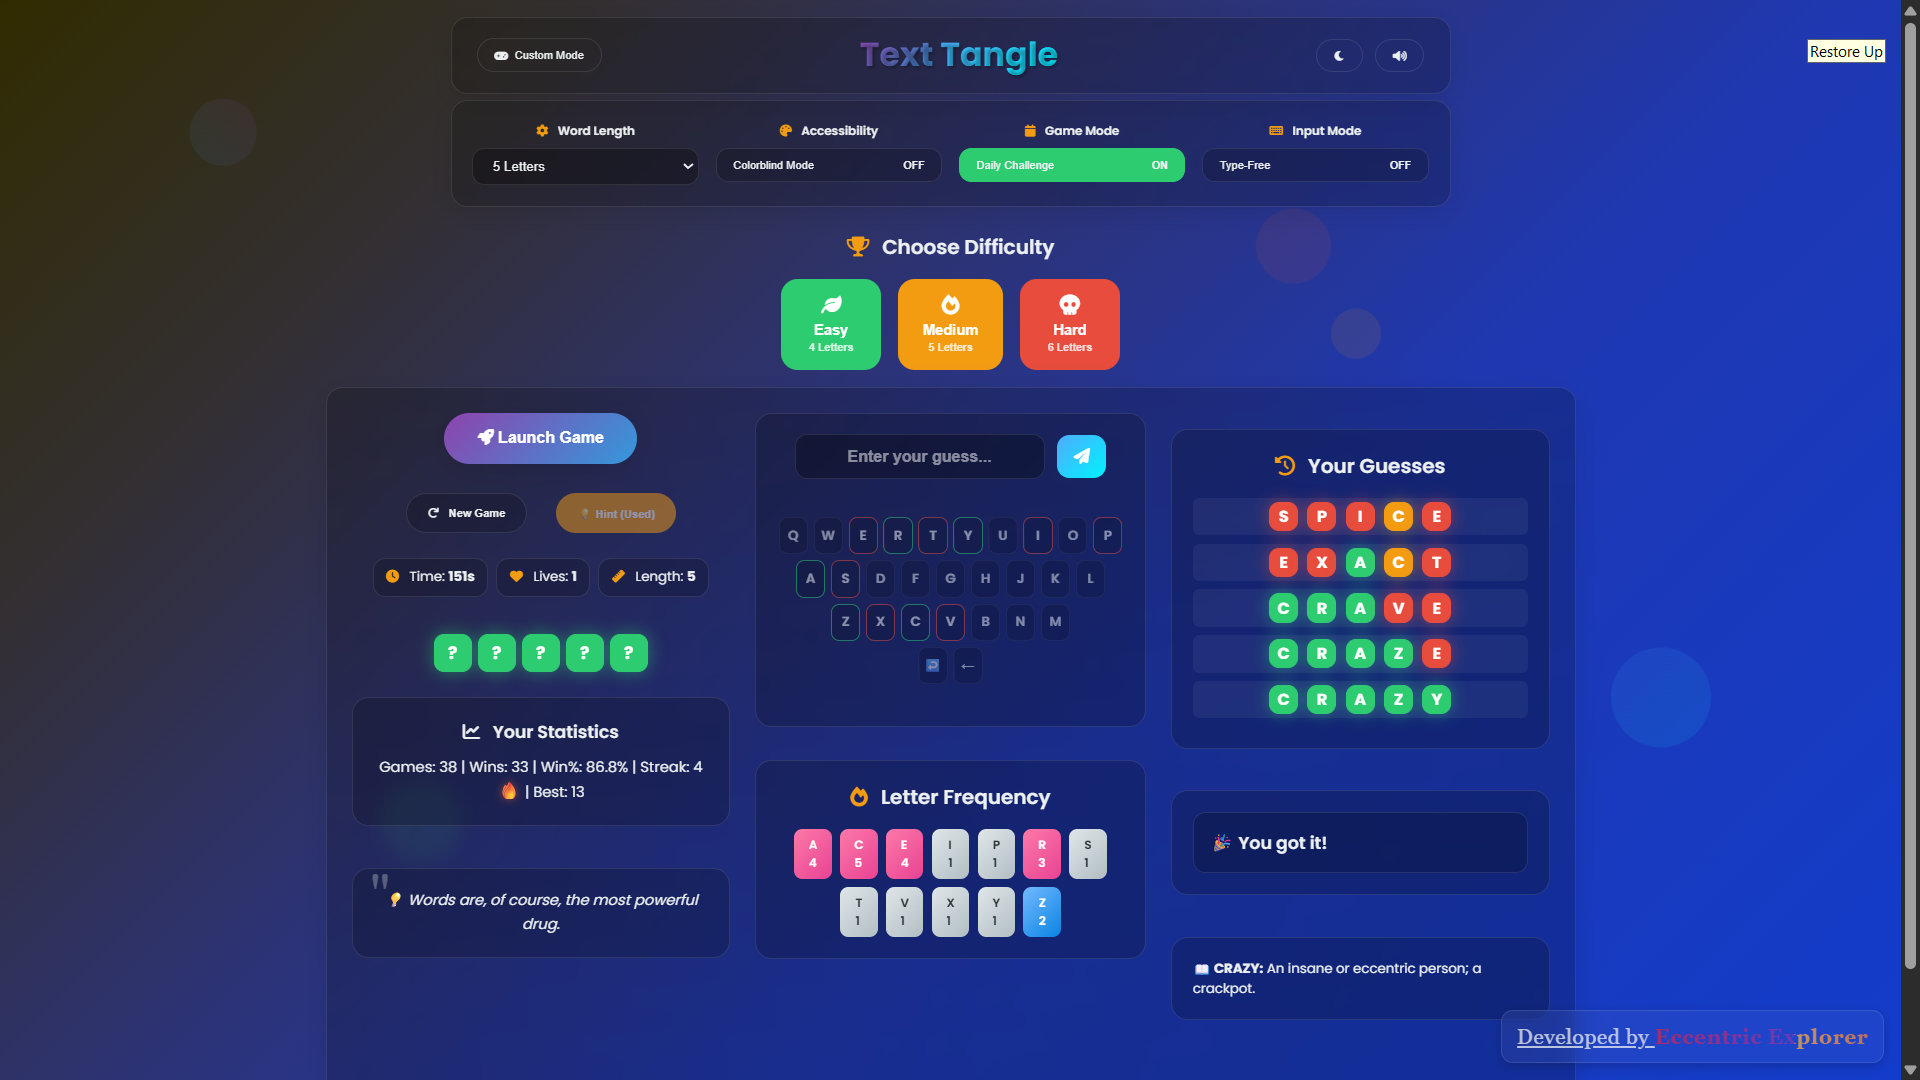 Custom Mode
Text Tangle
Restore Up
Word Length
Accessibility
Game Mode
Input Mode
5 Letters
Colorblind Mode OFF
Daily Challenge ON
Type-Free OFF
Choose Difficulty
Easy
4 Letters
Medium
5 Letters
Hard
6 Letters
Launch Game
New Game
Hint (Used)
Time: 151s
Lives: 1
Length: 5
? ? ? ? ?
Your Statistics
Games: 38 | Wins: 33 | Win%: 86.8% | Streak: 4
🔥 | Best: 13
" 💡 Words are, of course, the most powerful
drug.
Enter your guess...
Q W E R T Y U I O P
A S D F G H J K L
Z X C V B N M
↩ ←
Letter Frequency
A C E I P R S
4 5 4 1 1 3 1
T V X Y Z
1 1 1 1 2
Your Guesses
S P I C E
E X A C T
C R A V E
C R A Z E
C R A Z Y
🎉 You got it!
📖 CRAZY: An insane or eccentric person; a
crackpot.
Developed by Eccentric Explorer